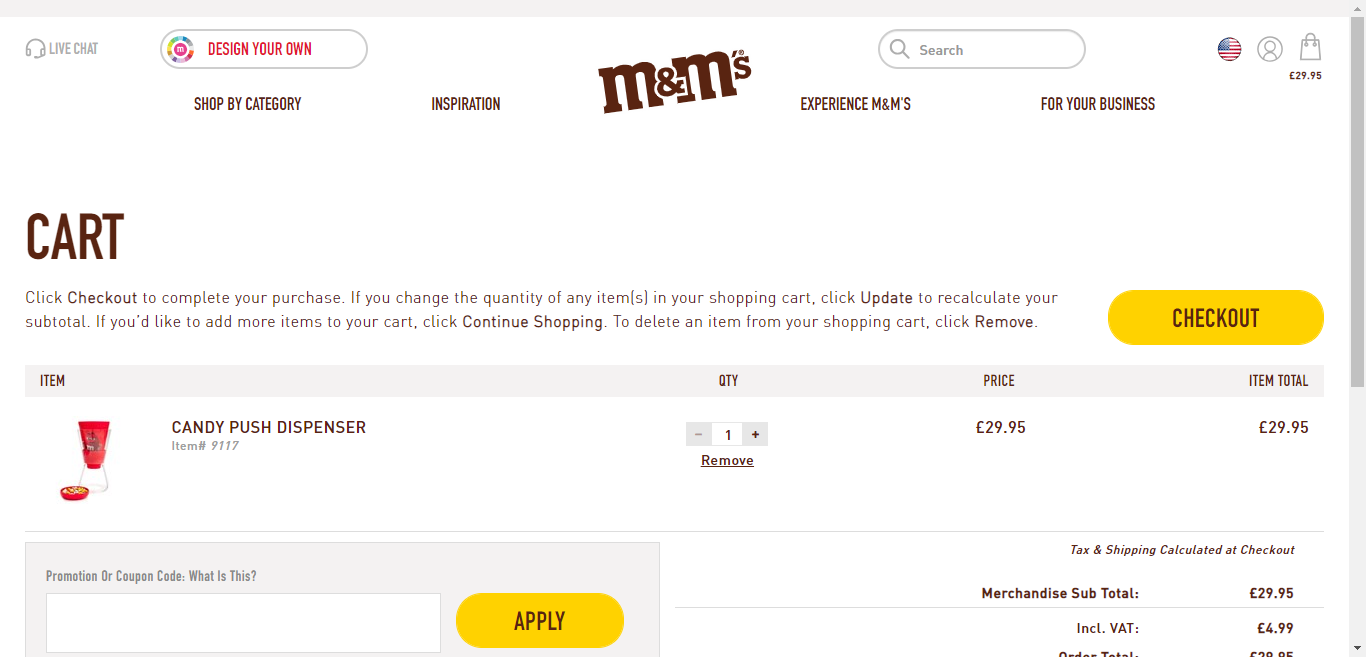 LIVE CHAT
DESIGN YOUR OWN
m
m&m's®
Search
£29.95
SHOP BY CATEGORY
INSPIRATION
EXPERIENCE M&M'S
FOR YOUR BUSINESS
CART
Click Checkout to complete your purchase. If you change the quantity of any item(s) in your shopping cart, click Update to recalculate your
subtotal. If you’d like to add more items to your cart, click Continue Shopping. To delete an item from your shopping cart, click Remove.
CHECKOUT
ITEM QTY PRICE ITEM TOTAL
CANDY PUSH DISPENSER − 1 + £29.95 £29.95
Item# 9117
Remove
Tax & Shipping Calculated at Checkout
Promotion Or Coupon Code: What Is This?
APPLY
Merchandise Sub Total: £29.95
Incl. VAT: £4.99
Order Total: £29.95